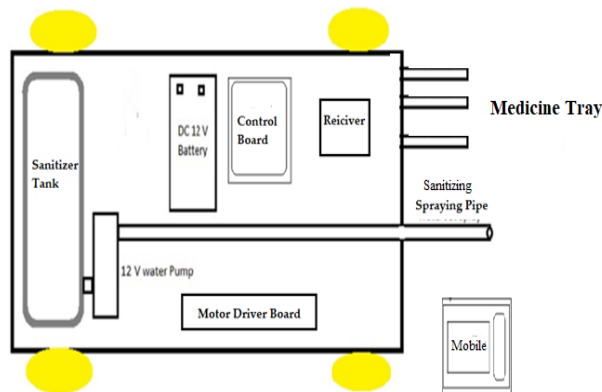 Sanitizer
Tank
DC 12 V
Battery
Control
Board
Reiciver
Medicine Tray
Sanitizing
Spraying Pipe
12 V water Pump
Motor Driver Board
Mobile